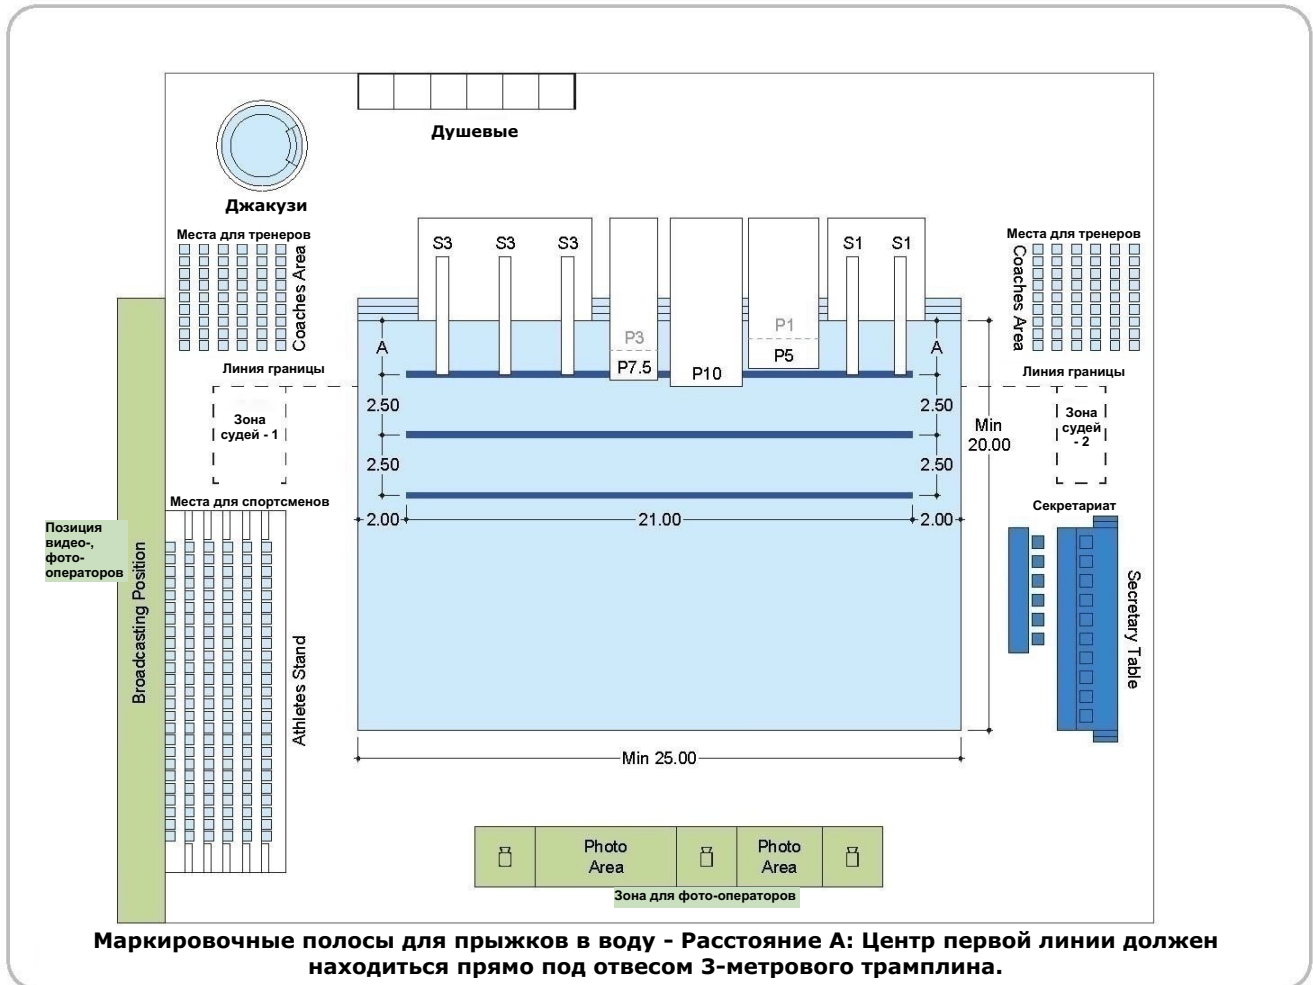 Душевые
Джакузи
Места для тренеров
Coaches Area
Места для тренеров
Coaches Area
S3
S3
S3
S1
S1
P3
P7.5
P10
P1
P5
A
A
Линия границы
Линия границы
2.50
2.50
Зона
судей - 1
Зона
судей
- 2
Min
20.00
2.50
2.50
Места для спортсменов
Секретариат
2.00
21.00
2.00
Позиция
видео-,
фото-
операторов
Broadcasting Position
Athletes Stand
Secretary Table
Min 25.00
Photo
Area
Photo
Area
Зона для фото-операторов
Маркировочные полосы для прыжков в воду - Расстояние А: Центр первой линии должен
находиться прямо под отвесом 3-метрового трамплина.